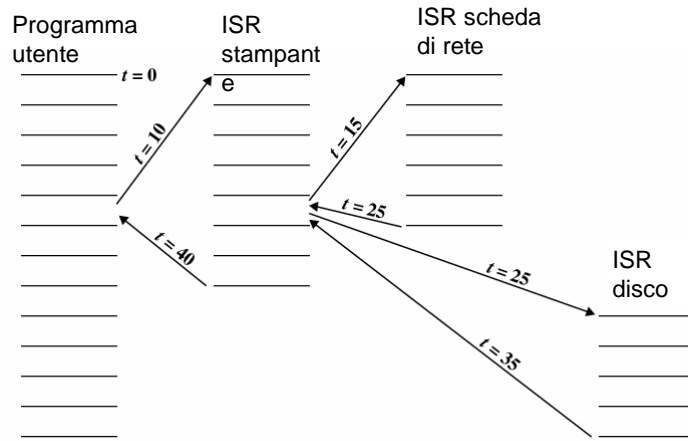 Programma
utente
ISR
stampant
e
ISR scheda
di rete
t = 0
t = 10
t = 15
t = 25
t = 40
t = 25
ISR
disco
t = 35